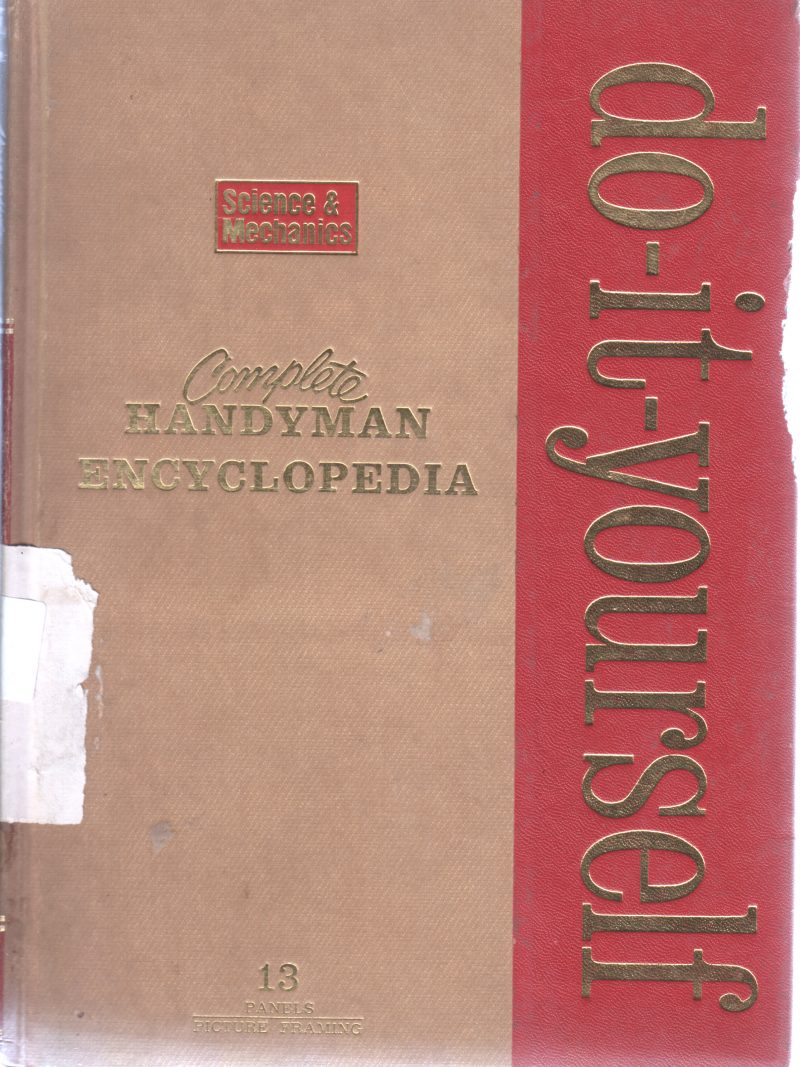 do-it-yourself
Science &
Mechanics
Complete
HANDYMAN
ENCYCLOPEDIA
13
PANELS
PICTURE FRAMING